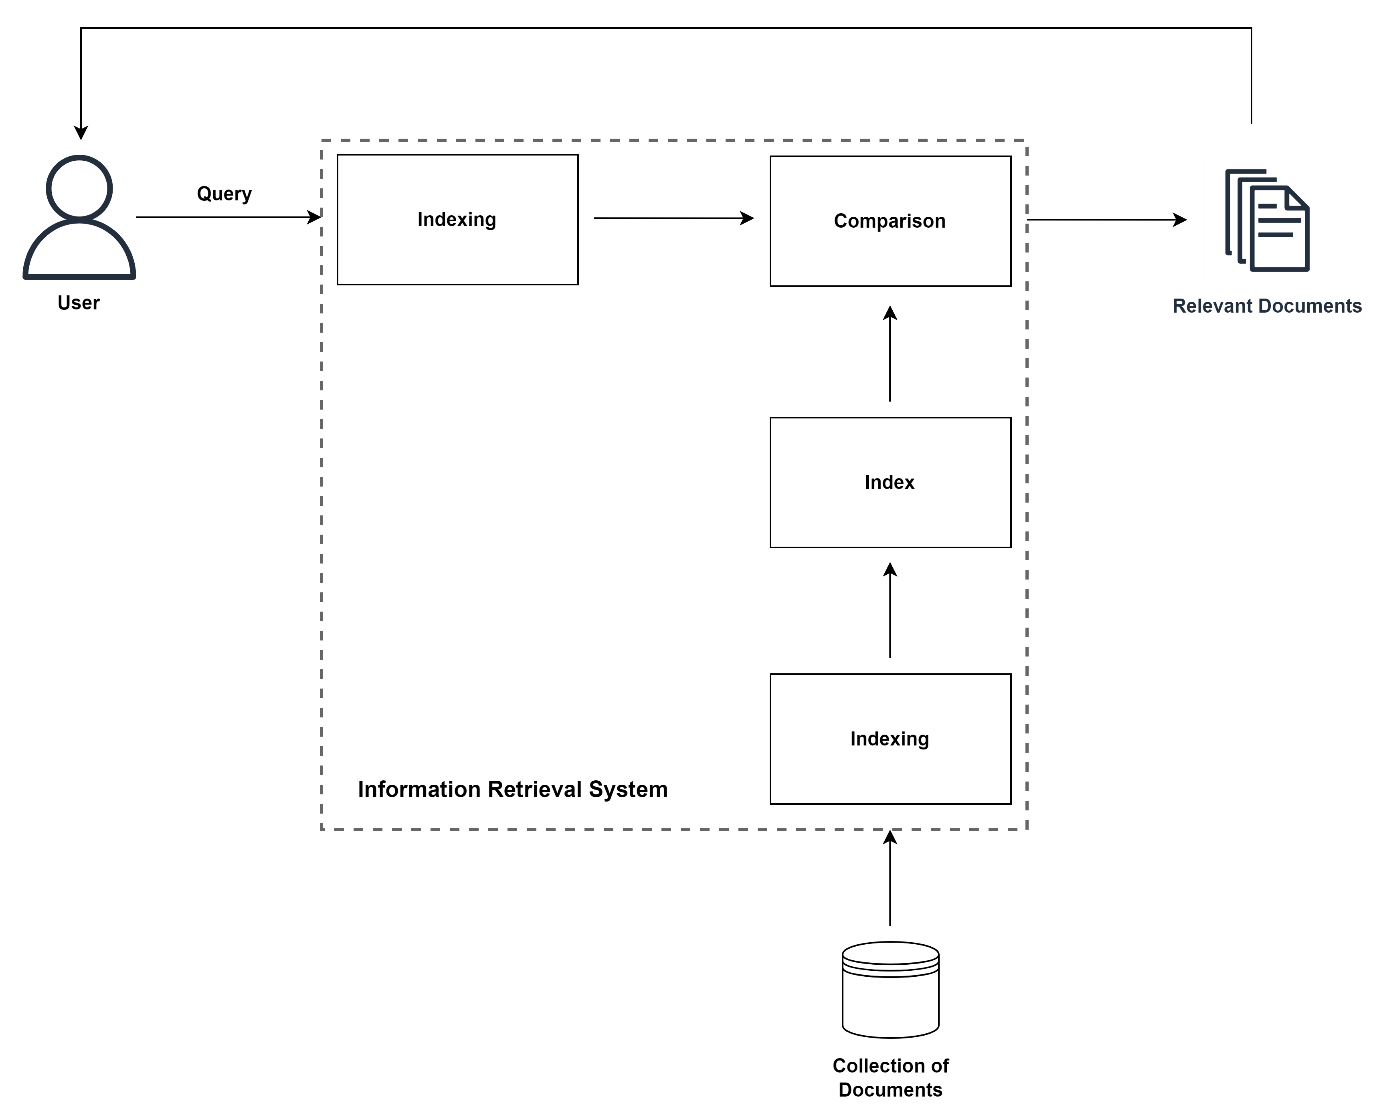 Query
Indexing
Comparison
User
Relevant Documents
Index
Indexing
Information Retrieval System
Collection of
Documents